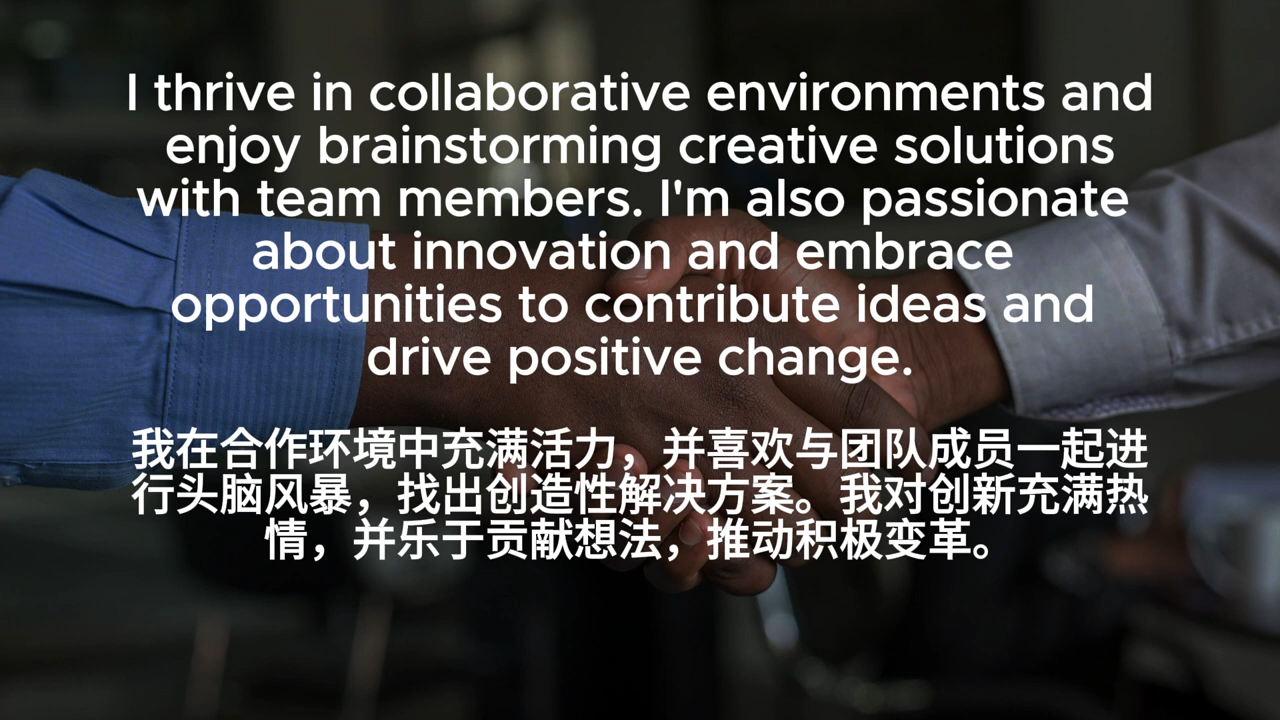 I thrive in collaborative environments and
enjoy brainstorming creative solutions
with team members. I'm also passionate
about innovation and embrace
opportunities to contribute ideas and
drive positive change.
我在合作环境中充满活力，并喜欢与团队成员一起进
行头脑风暴，找出创造性解决方案。我对创新充满热
情，并乐于贡献想法，推动积极变革。